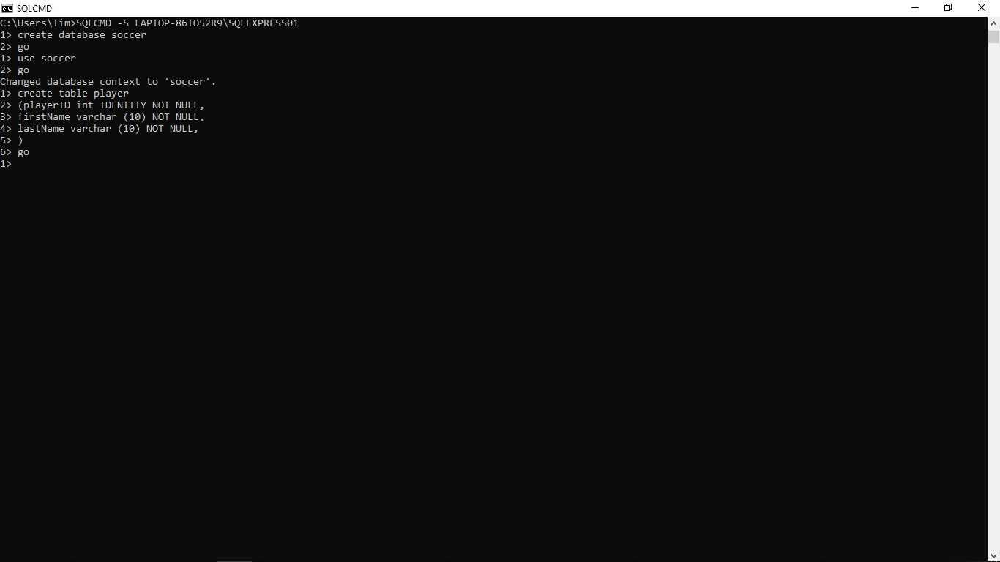 SQLCMD
C:\Users\Tim>SQLCMD -S LAPTOP-86TO52R9\SQLEXPRESS01
1> create database soccer
2> go
1> use soccer
2> go
Changed database context to 'soccer'.
1> create table player
2> (playerID int IDENTITY NOT NULL,
3> firstName varchar (10) NOT NULL,
4> lastName varchar (10) NOT NULL,
5> )
6> go
1>